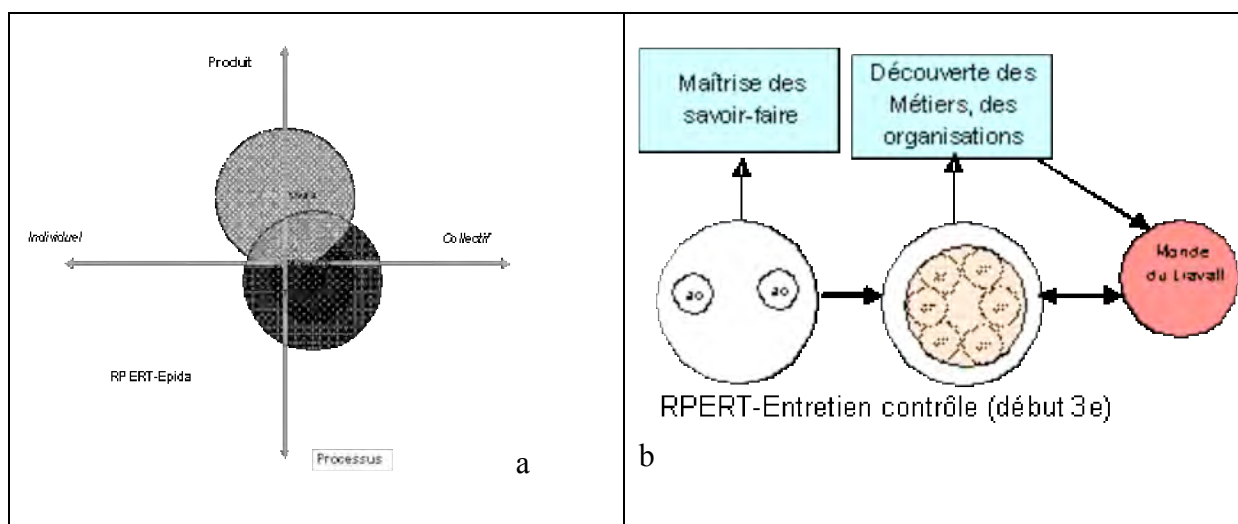 Produit
Individuel
Collectif
RPERT-Epida
Processus
a
Maîtrise des
savoir-faire
Découverte des
Métiers, des
organisations
ao
ao
Monde
du travail
RPERT-Entretien contrôle (début 3e)
b